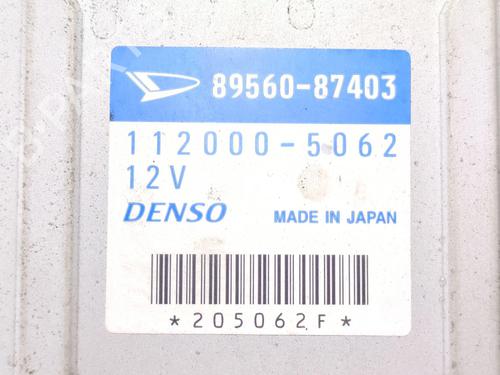 89560-87403
112000-5062
12V
DENSO MADE IN JAPAN
*205062F*